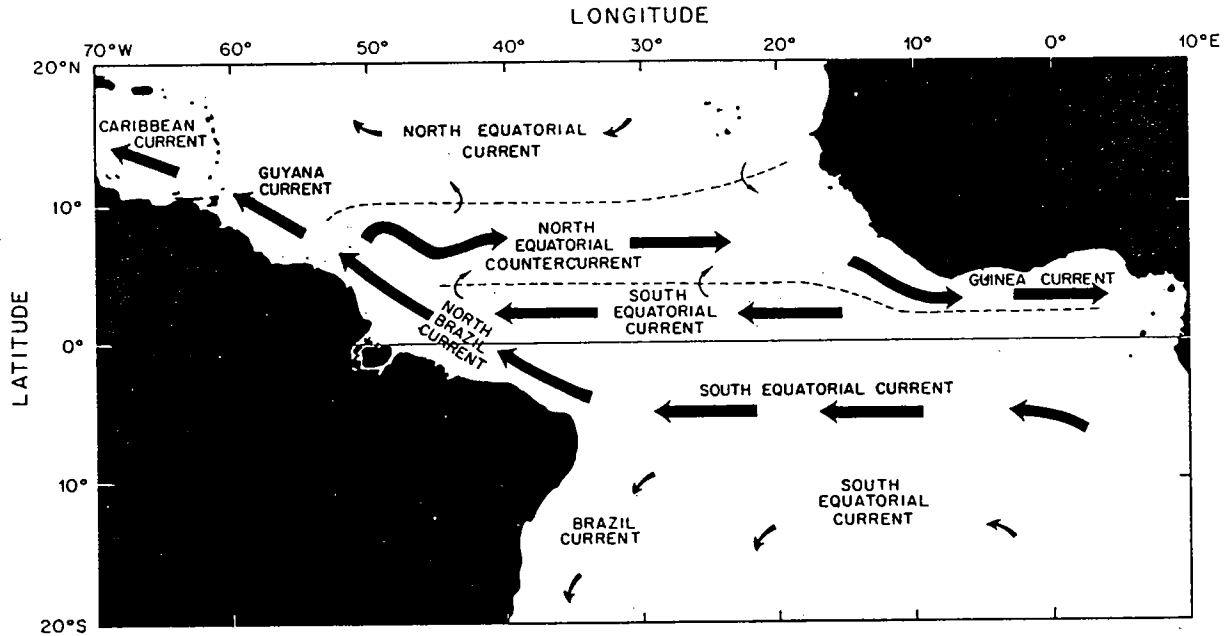 LONGITUDE
70°W 60° 50° 40° 30° 20° 10° 0° 10°E
20°N
CARIBBEAN
CURRENT
NORTH EQUATORIAL
CURRENT
GUYANA
CURRENT
10°
NORTH
EQUATORIAL
COUNTERCURRENT
GUINEA CURRENT
SOUTH
EQUATORIAL
CURRENT
NORTH
BRAZIL
CURRENT
LATITUDE
0°
SOUTH EQUATORIAL CURRENT
10°
SOUTH
EQUATORIAL
CURRENT
BRAZIL
CURRENT
20°S